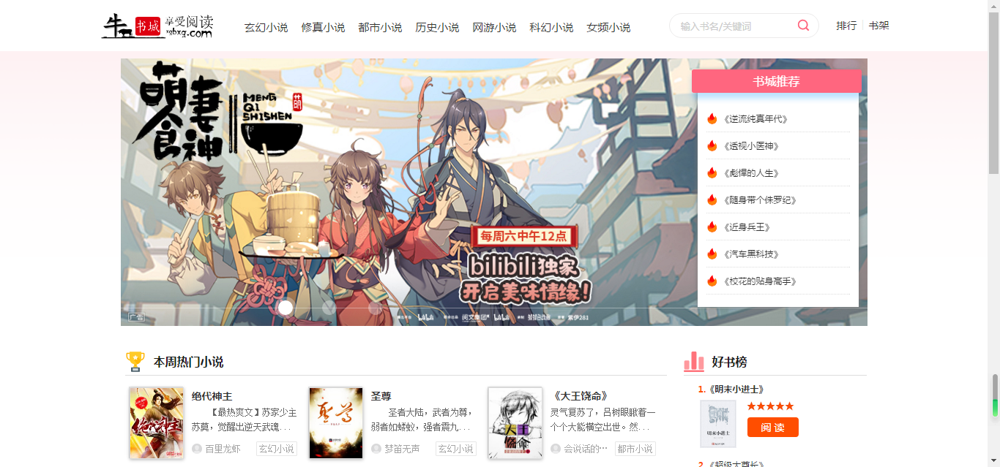 牛书城 享受阅读
xgbxg.com
玄幻小说 修真小说 都市小说 历史小说 网游小说 科幻小说 女频小说
输入书名/关键词
排行 书架
萌妻食神
MENG QI SHISHEN
萌
每周六中午12点
bilibili独家
开启美味情缘!
广告
书城推荐
《逆流纯真年代》
《透视小医神》
《彪悍的人生》
《随身带个侏罗纪》
《近身兵王》
《汽车黑科技》
《校花的贴身高手》
本周热门小说
绝代神主
【最热爽文】苏家少主
苏莫，觉醒出逆天武魂...
百里龙虾 玄幻小说
圣尊
圣者大陆，武者为尊，
弱者如蝼蚁，强者震九...
梦笛无声 玄幻小说
《大王饶命》
灵气复苏了，吕树眼瞅着一
个个大能横空出世。然...
会说话的… 都市小说
好书榜
1.《明末小进士》
明末小进士
阅 读
2.《超级大酋长》